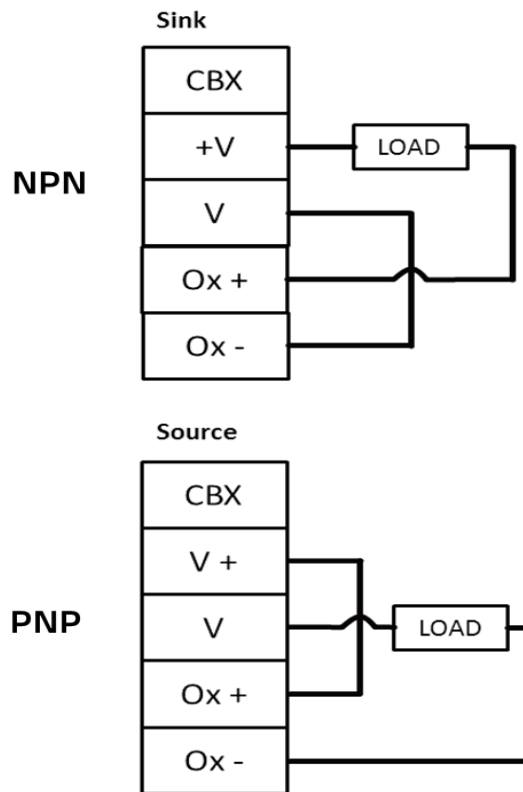 Sink
CBX
+V
LOAD
NPN
V
Ox +
Ox -
Source
CBX
V +
PNP
V
LOAD
Ox +
Ox -